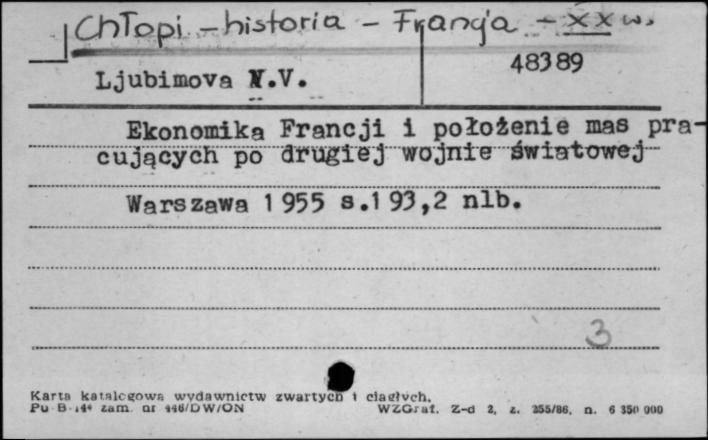 Chłopi - historia - Francja - XX w.
48389
Ljubimova N.V.
Ekonomika Francji i położenie mas pra-
cujących po drugiej wojnie światowej
Warszawa 1955 s.193,2 nlb.
3
Karta katalogowa wydawnictw zwartych i ciągłych.
Pu B-144 zam. nr 446/DW/ON WZGraf. Z-d 2, z. 255/86, n. 6 350 000